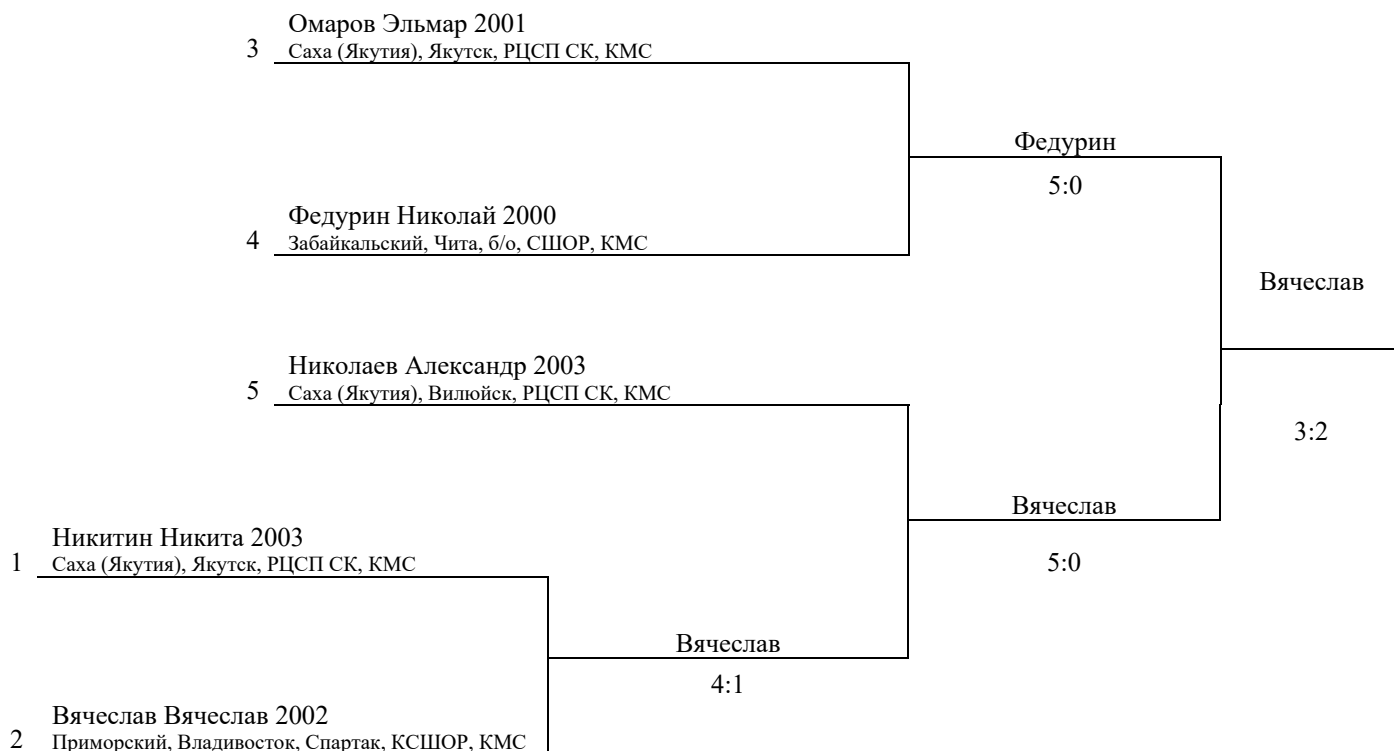 Омаров Эльмар 2001
3 Саха (Якутия), Якутск, РЦСП СК, КМС
Федурин
5:0
Федурин Николай 2000
4 Забайкальский, Чита, б/о, СШОР, КМС
Вячеслав
Николаев Александр 2003
5 Саха (Якутия), Вилюйск, РЦСП СК, КМС
3:2
Вячеслав
Никитин Никита 2003
1 Саха (Якутия), Якутск, РЦСП СК, КМС
5:0
Вячеслав
4:1
Вячеслав Вячеслав 2002
2 Приморский, Владивосток, Спартак, КСШОР, КМС